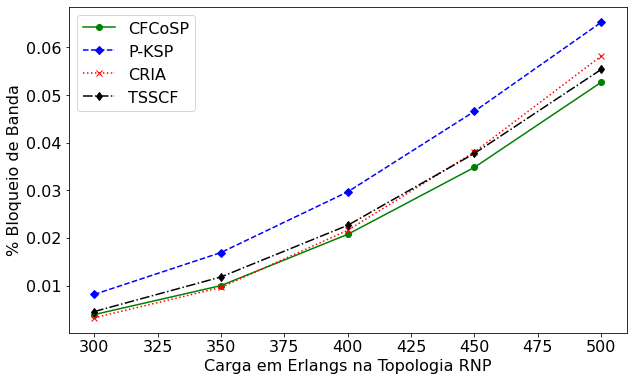 CFCoSP
P-KSP
CRIA
TSSCF
% Bloqueio de Banda
0.06
0.05
0.04
0.03
0.02
0.01
300 325 350 375 400 425 450 475 500
Carga em Erlangs na Topologia RNP